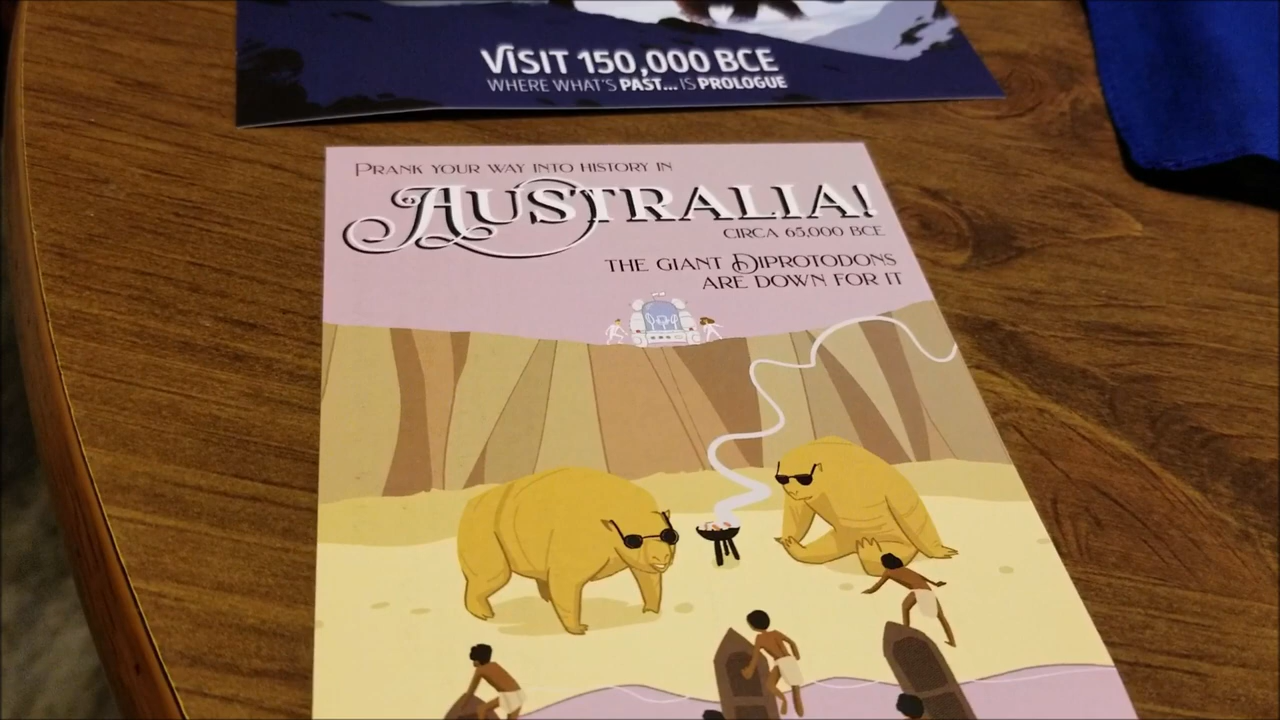 VISIT 150,000 BCE
WHERE WHAT'S PAST... IS PROLOGUE
PRANK YOUR WAY INTO HISTORY IN
AUSTRALIA!
CIRCA 65,000 BCE
THE GIANT DIPROTODONS
ARE DOWN FOR IT